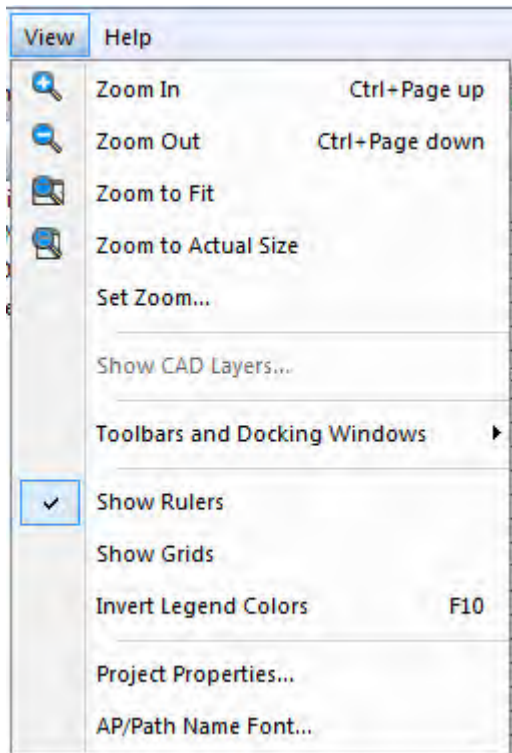 View Help
Zoom In Ctrl+Page up
Zoom Out Ctrl+Page down
Zoom to Fit
Zoom to Actual Size
Set Zoom...
Show CAD Layers...
Toolbars and Docking Windows
Show Rulers
Show Grids
Invert Legend Colors F10
Project Properties...
AP/Path Name Font...